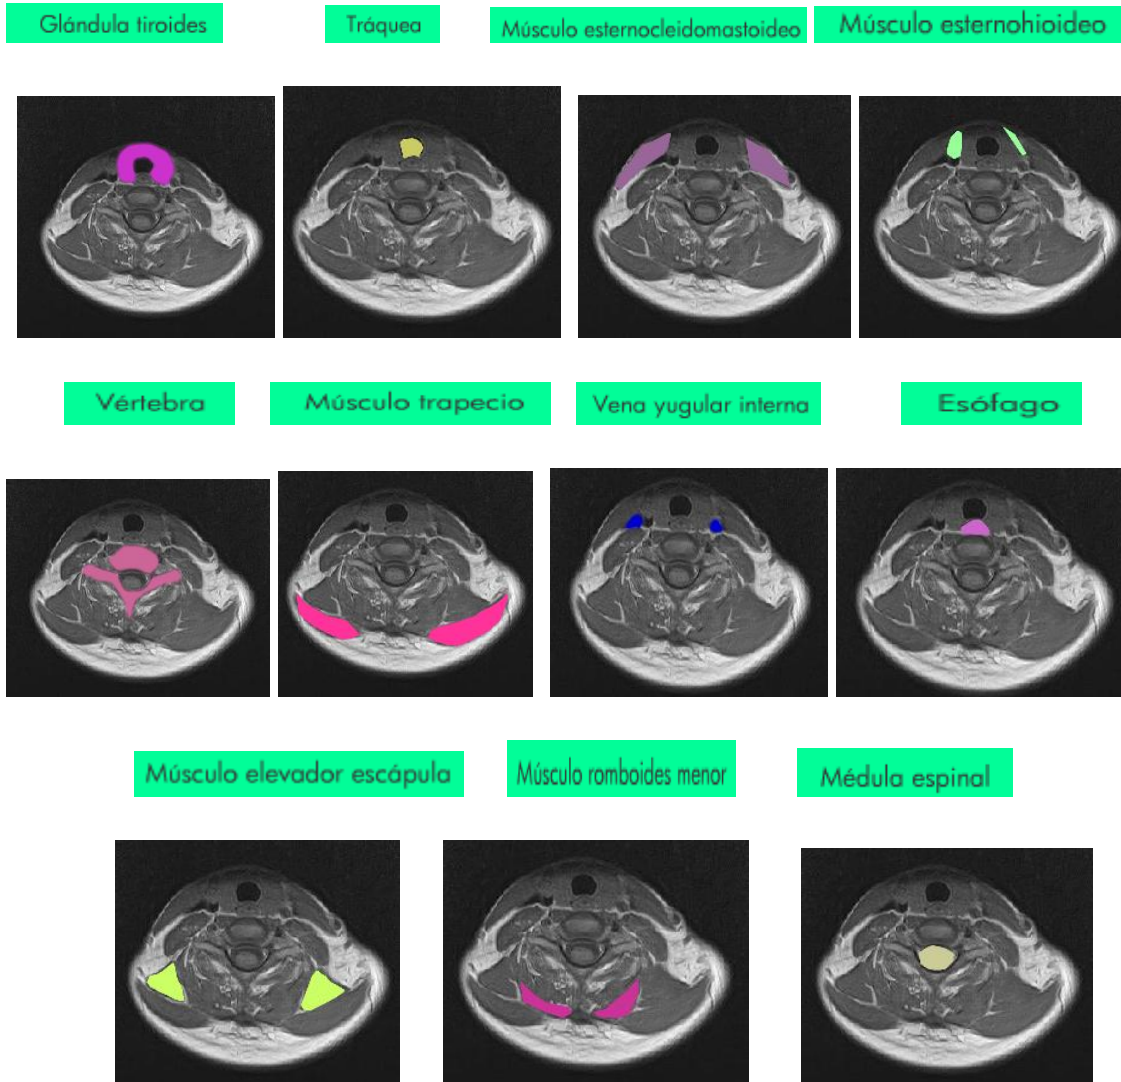 Glándula tiroides
Tráquea
Músculo esternocleidomastoideo
Músculo esternohioideo
Vértebra
Músculo trapecio
Vena yugular interna
Esófago
Músculo elevador escápula
Músculo romboides menor
Médula espinal